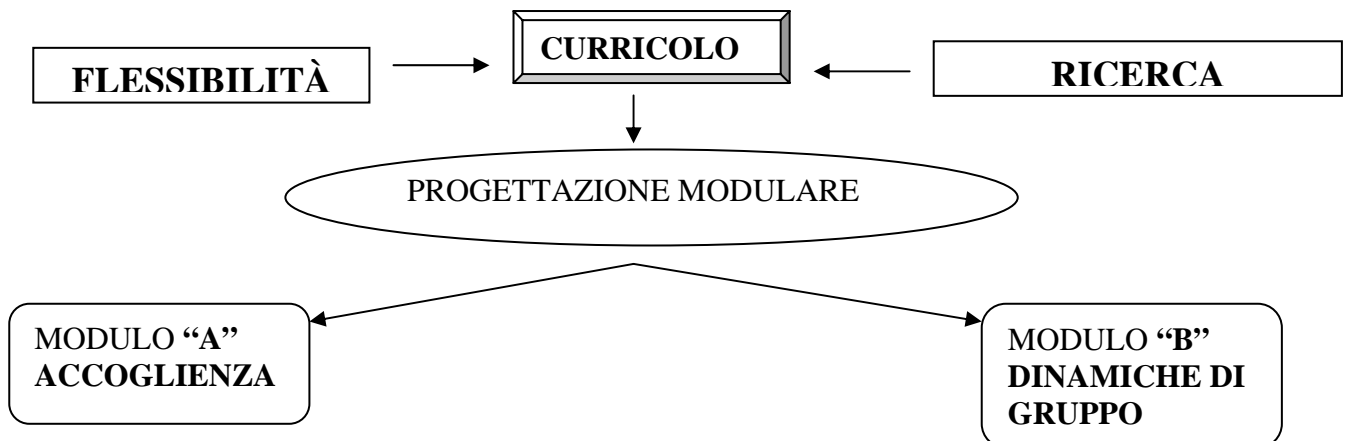 CURRICOLO
FLESSIBILITÀ
RICERCA
PROGETTAZIONE MODULARE
MODULO “A”
ACCOGLIENZA
MODULO “B”
DINAMICHE DI
GRUPPO